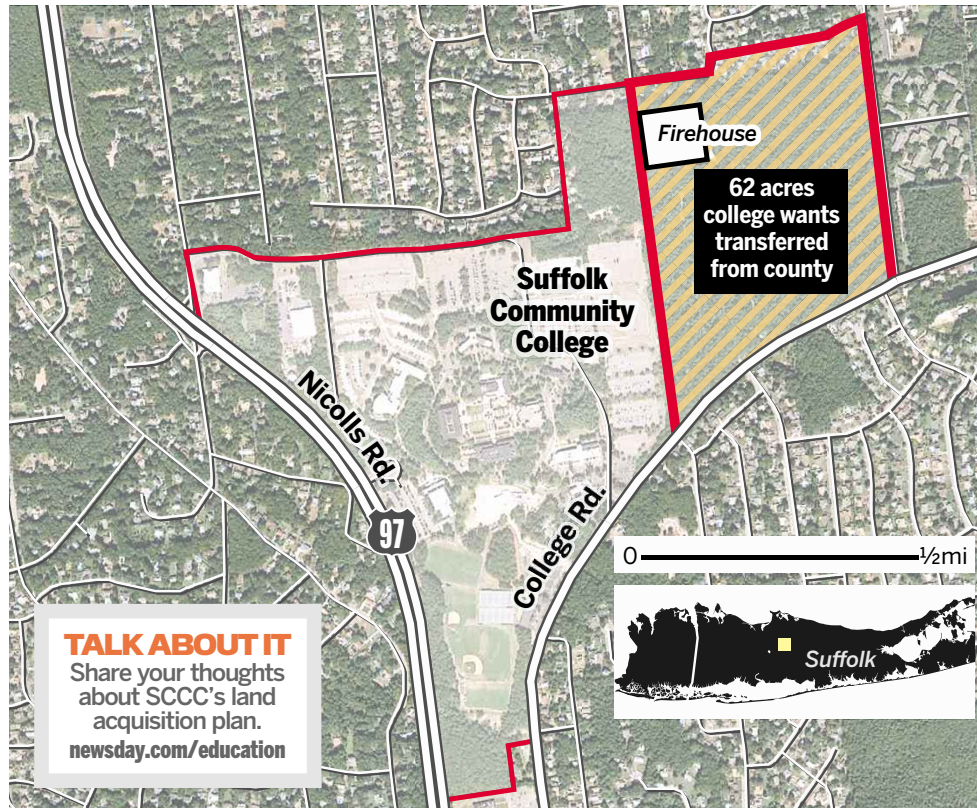 Firehouse
62 acres
college wants
transferred
from county
Suffolk
Community
College
Nicolls Rd.
97
College Rd.
0 ½mi
Suffolk
TALK ABOUT IT
Share your thoughts
about SCCC's land
acquisition plan.
newsday.com/education